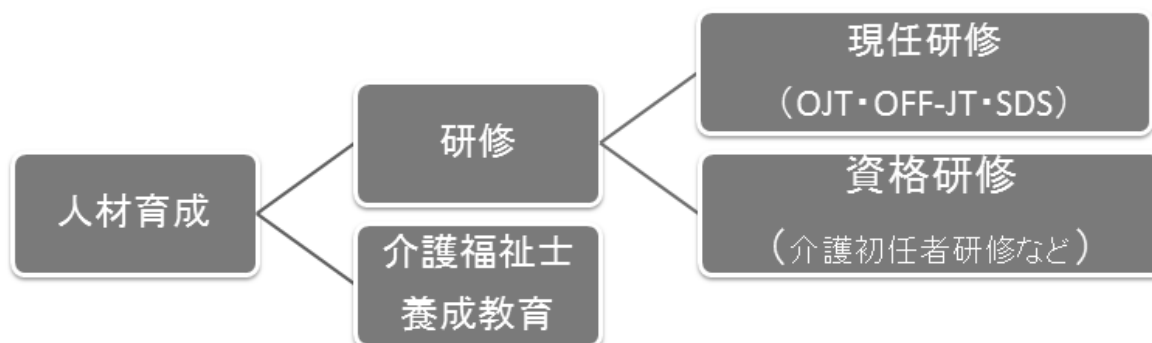 人材育成
研修
介護福祉士
養成教育
現任研修
（OJT・OFF-JT・SDS）
資格研修
（介護初任者研修など）